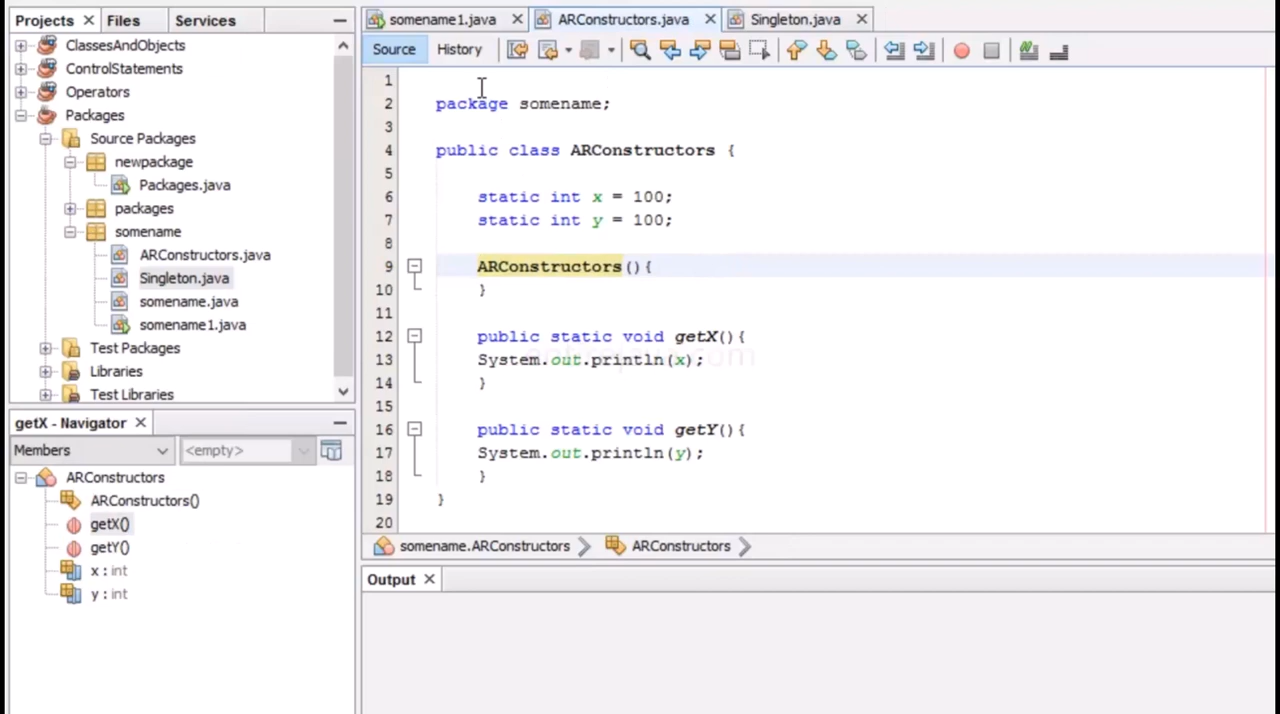 Projects Files Services
ClassesAndObjects
ControlStatements
Operators
Packages
Source Packages
newpackage
Packages.java
packages
somename
ARConstructors.java
Singleton.java
somename.java
somename1.java
Test Packages
Libraries
Test Libraries
getX - Navigator
Members <empty>
ARConstructors
ARConstructors()
getX()
getY()
x : int
y : int
somename1.java ARConstructors.java Singleton.java
Source History
1
2 package somename;
3
4 public class ARConstructors {
5
6 static int x = 100;
7 static int y = 100;
8
9 ARConstructors(){
10 }
11
12 public static void getX(){
13 System.out.println(x);
14 }
15
16 public static void getY(){
17 System.out.println(y);
18 }
19 }
20
somename.ARConstructors ARConstructors
Output